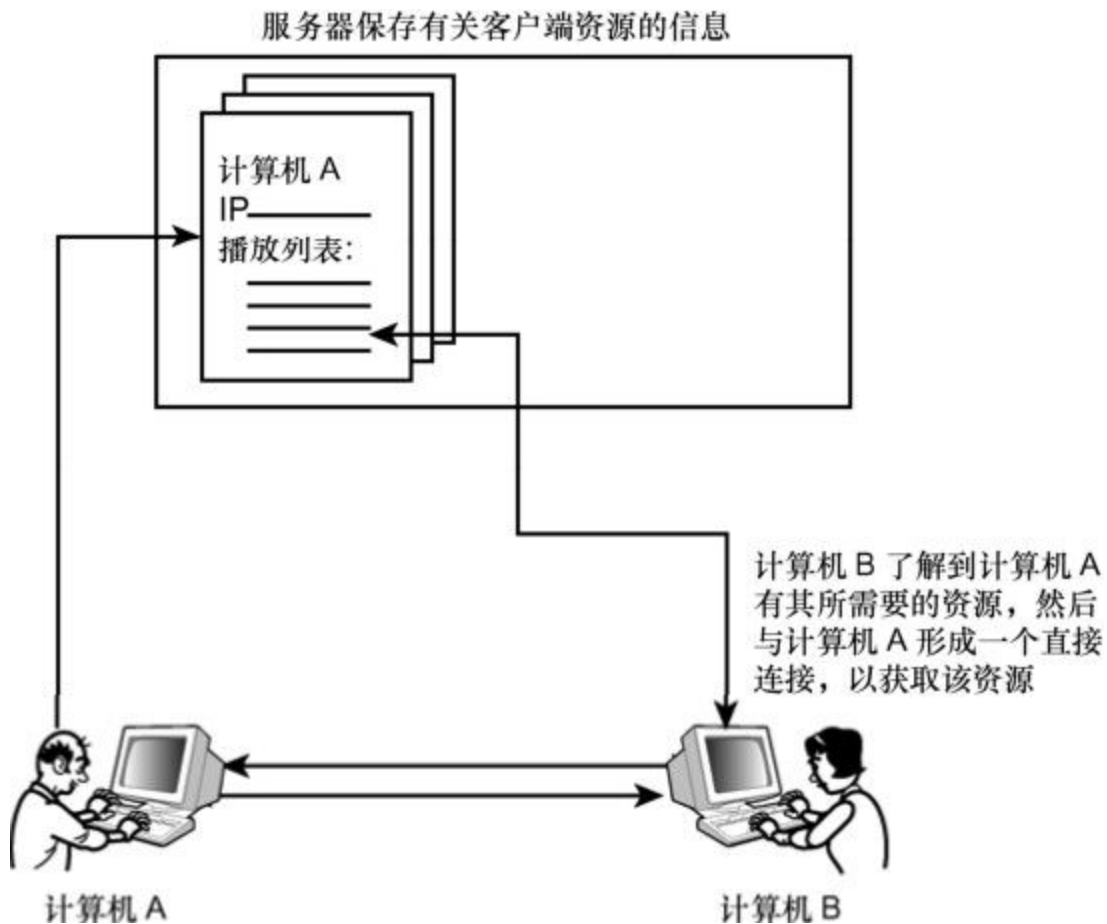 服务器保存有关客户端资源的信息
计算机 A
IP
播放列表：
计算机 B 了解到计算机 A
有其所需要的资源，然后
与计算机 A 形成一个直接
连接，以获取该资源
计算机 A
计算机 B